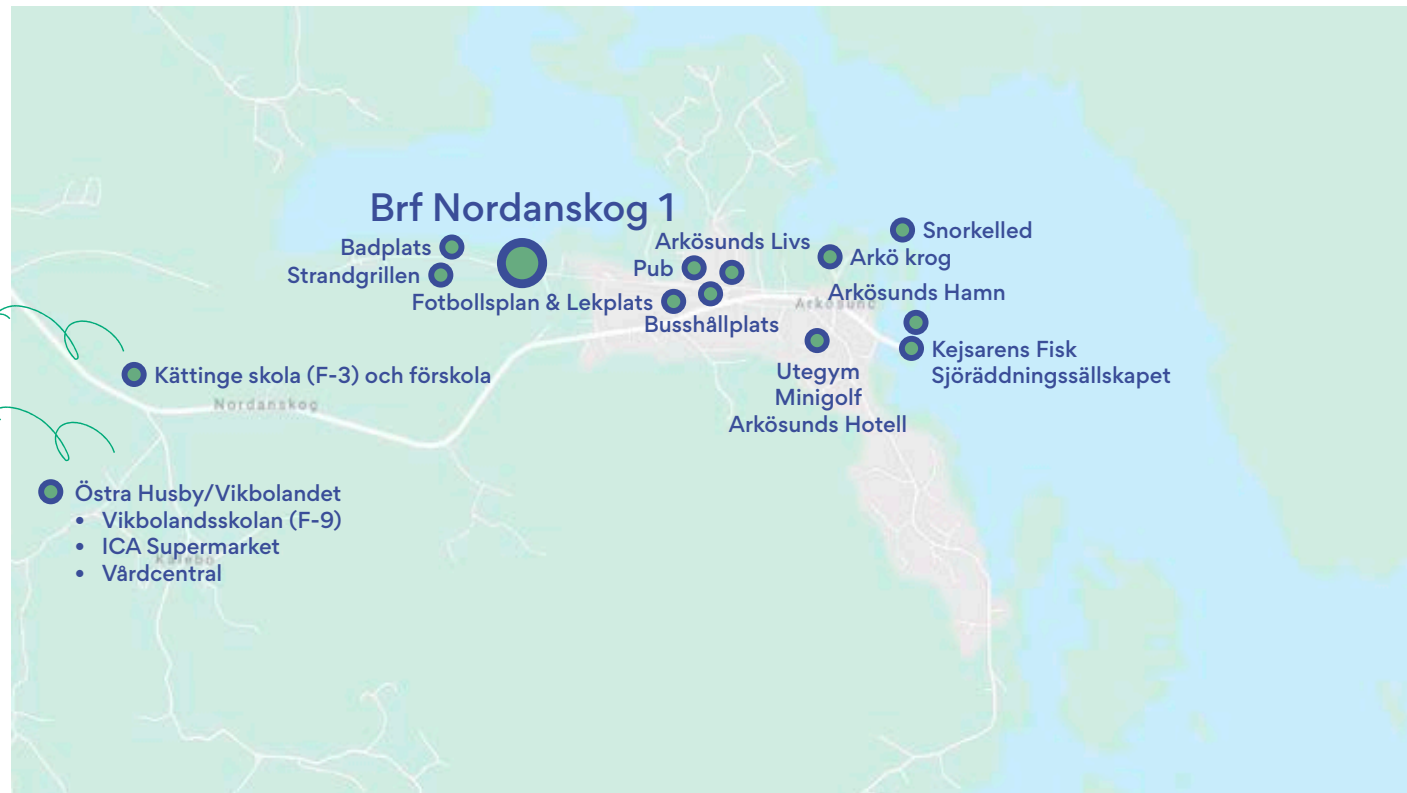 Brf Nordanskog 1
Badplats
Strandgrillen
Fotbollsplan & Lekplats
Arkösunds Livs
Pub
Busshållplats
Snorkelled
Arkö krog
Arkösunds Hamn
Arkösund
Kejsarens Fisk
Sjöräddningssällskapet
Utegym
Minigolf
Arkösunds Hotell
Kättinge skola (F-3) och förskola
Nordanskog
Östra Husby/Vikbolandet
• Vikbolandsskolan (F-9)
• ICA Supermarket
• Vårdcentral